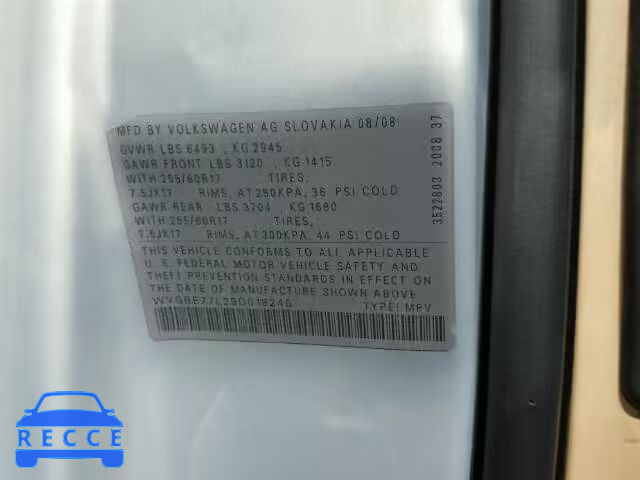 MFD BY VOLKSWAGEN AG SLOVAKIA 08/08
GVWR LBS 6493 , KG 2945
GAWR FRONT LBS 3120 , KG 1415
WITH 255/60R17 TIRES,
7.5JX17 RIMS, AT 250KPA, 36 PSI COLD
GAWR REAR LBS 3704 , KG 1680
WITH 255/60R17 TIRES,
7.5JX17 RIMS, AT 300KPA, 44 PSI COLD
THIS VEHICLE CONFORMS TO ALL APPLICABLE
U.S. FEDERAL MOTOR VEHICLE SAFETY AND
THEFT PREVENTION STANDARDS IN EFFECT ON
THE DATE OF MANUFACTURE SHOWN ABOVE
WVGBE77L29D018245 TYPE: MPV
3522803 2008 37
RECCE